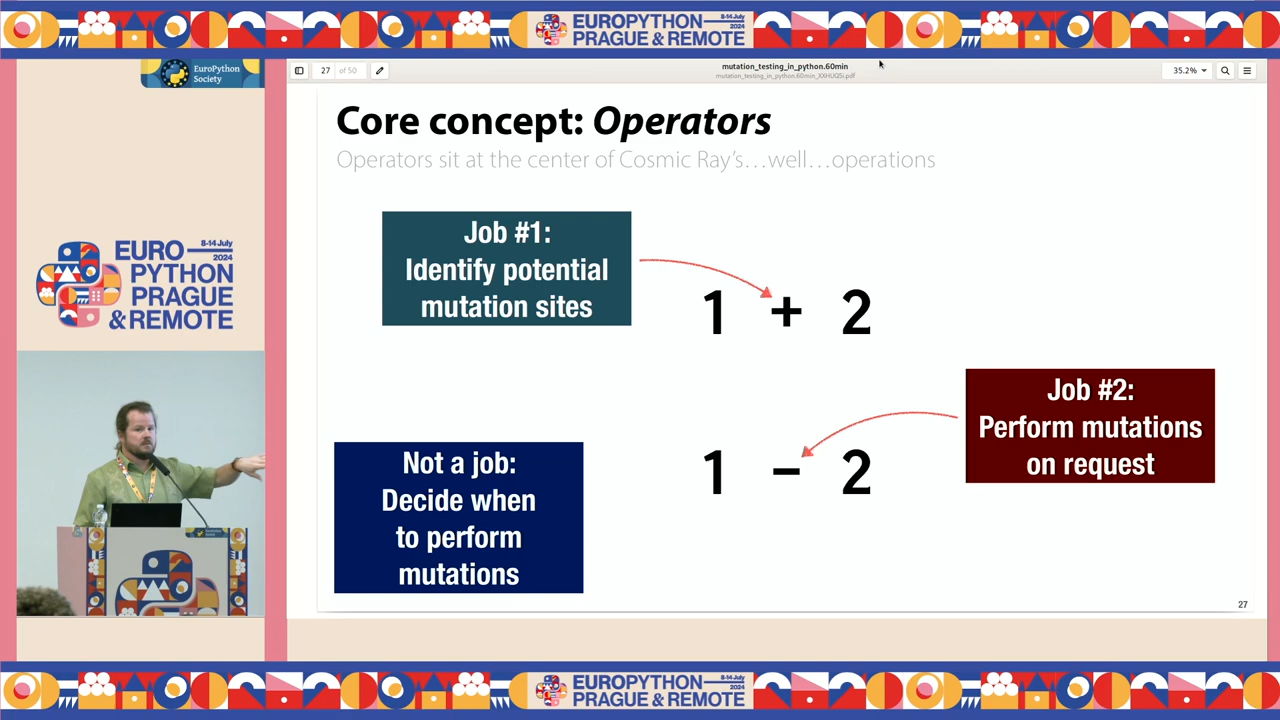 EUROPYTHON
PRAGUE & REMOTE
8-14 July
2024
EuroPython
Society
27 of 50
mutation_testing_in_python.60min
mutation_testing_in_python.60min_XXHUQ5i.pdf
35.2%
Core concept: Operators
Operators sit at the center of Cosmic Ray's…well…operations
Job #1:
Identify potential
mutation sites
1 + 2
Job #2:
Perform mutations
on request
1 - 2
Not a job:
Decide when
to perform
mutations
27
EURO
PYTHON
PRAGUE
& REMOTE
8-14 July
2024
EUROPYTHON
PRAGUE & REMOTE
8-14 July
2024